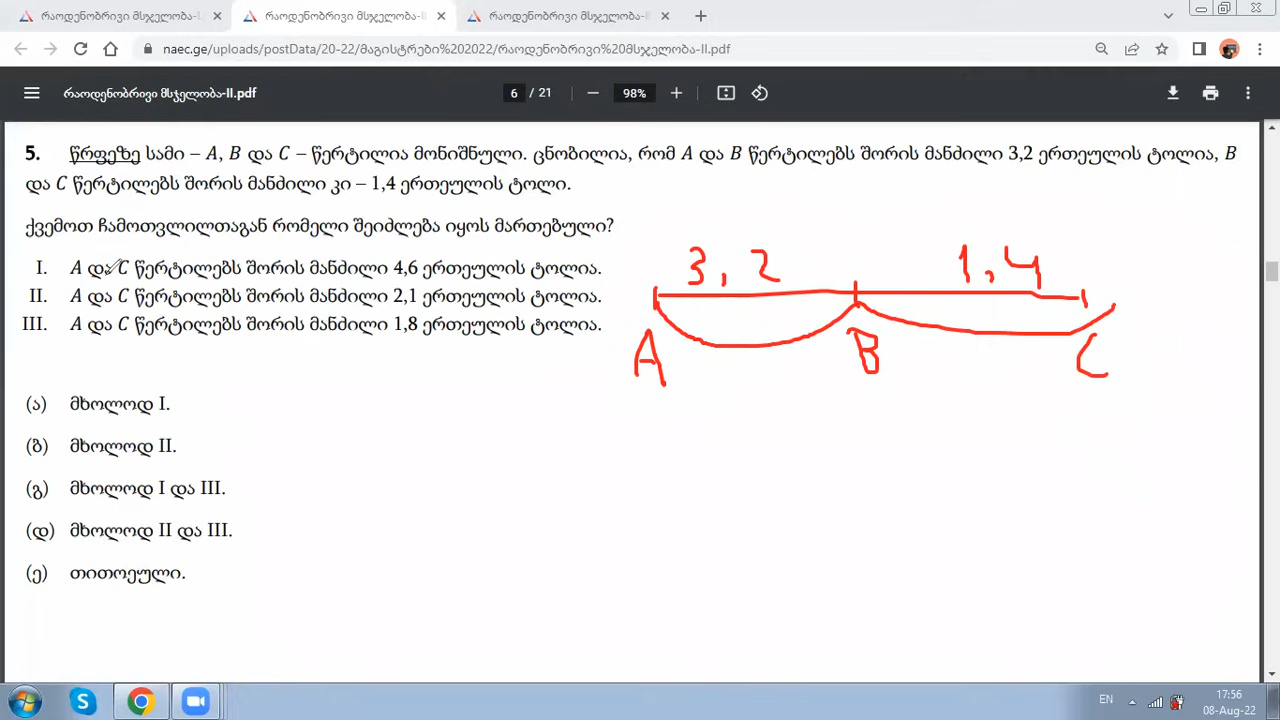 რაოდენობრივი მსჯელობა-I
რაოდენობრივი მსჯელობა-II
რაოდენობრივი მსჯელობა-II
naec.ge/uploads/postData/20-22/მაგისტრები%202022/რაოდენობრივი%20მსჯელობა-II.pdf
რაოდენობრივი მსჯელობა-II.pdf
6 / 21
98%
5. წრფეზე სამი – A, B და C – წერტილია მონიშნული. ცნობილია, რომ A და B წერტილებს შორის მანძილი 3,2 ერთეულის ტოლია, B
და C წერტილებს შორის მანძილი კი – 1,4 ერთეულის ტოლი.
ქვემოთ ჩამოთვლილთაგან რომელი შეიძლება იყოს მართებული?
I. A და C წერტილებს შორის მანძილი 4,6 ერთეულის ტოლია.
II. A და C წერტილებს შორის მანძილი 2,1 ერთეულის ტოლია.
III. A და C წერტილებს შორის მანძილი 1,8 ერთეულის ტოლია.
3,2 1,4
A B C
(ა) მხოლოდ I.
(ბ) მხოლოდ II.
(გ) მხოლოდ I და III.
(დ) მხოლოდ II და III.
(ე) თითოეული.
EN
17:56
08-Aug-22